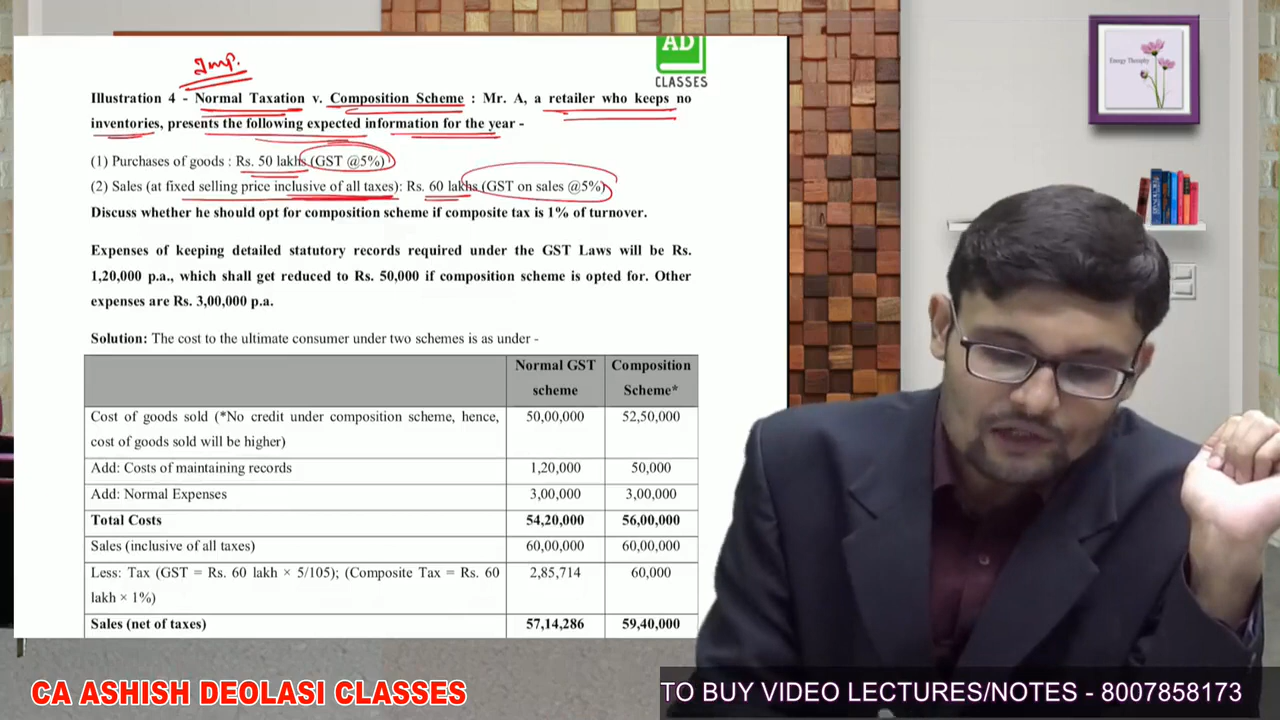 AD
CLASSES
Imp.
Illustration 4 - Normal Taxation v. Composition Scheme : Mr. A, a retailer who keeps no
inventories, presents the following expected information for the year -
(1) Purchases of goods : Rs. 50 lakhs (GST @5%)
(2) Sales (at fixed selling price inclusive of all taxes): Rs. 60 lakhs (GST on sales @5%)
Discuss whether he should opt for composition scheme if composite tax is 1% of turnover.
Expenses of keeping detailed statutory records required under the GST Laws will be Rs.
1,20,000 p.a., which shall get reduced to Rs. 50,000 if composition scheme is opted for. Other
expenses are Rs. 3,00,000 p.a.
Solution: The cost to the ultimate consumer under two schemes is as under -
Normal GST Composition
scheme Scheme*
Cost of goods sold (*No credit under composition scheme, hence, 50,00,000 52,50,000
cost of goods sold will be higher)
Add: Costs of maintaining records 1,20,000 50,000
Add: Normal Expenses 3,00,000 3,00,000
Total Costs 54,20,000 56,00,000
Sales (inclusive of all taxes) 60,00,000 60,00,000
Less: Tax (GST = Rs. 60 lakh × 5/105); (Composite Tax = Rs. 60 2,85,714 60,000
lakh × 1%)
Sales (net of taxes) 57,14,286 59,40,000
Energy Therephy
CA ASHISH DEOLASI CLASSES
TO BUY VIDEO LECTURES/NOTES - 8007858173